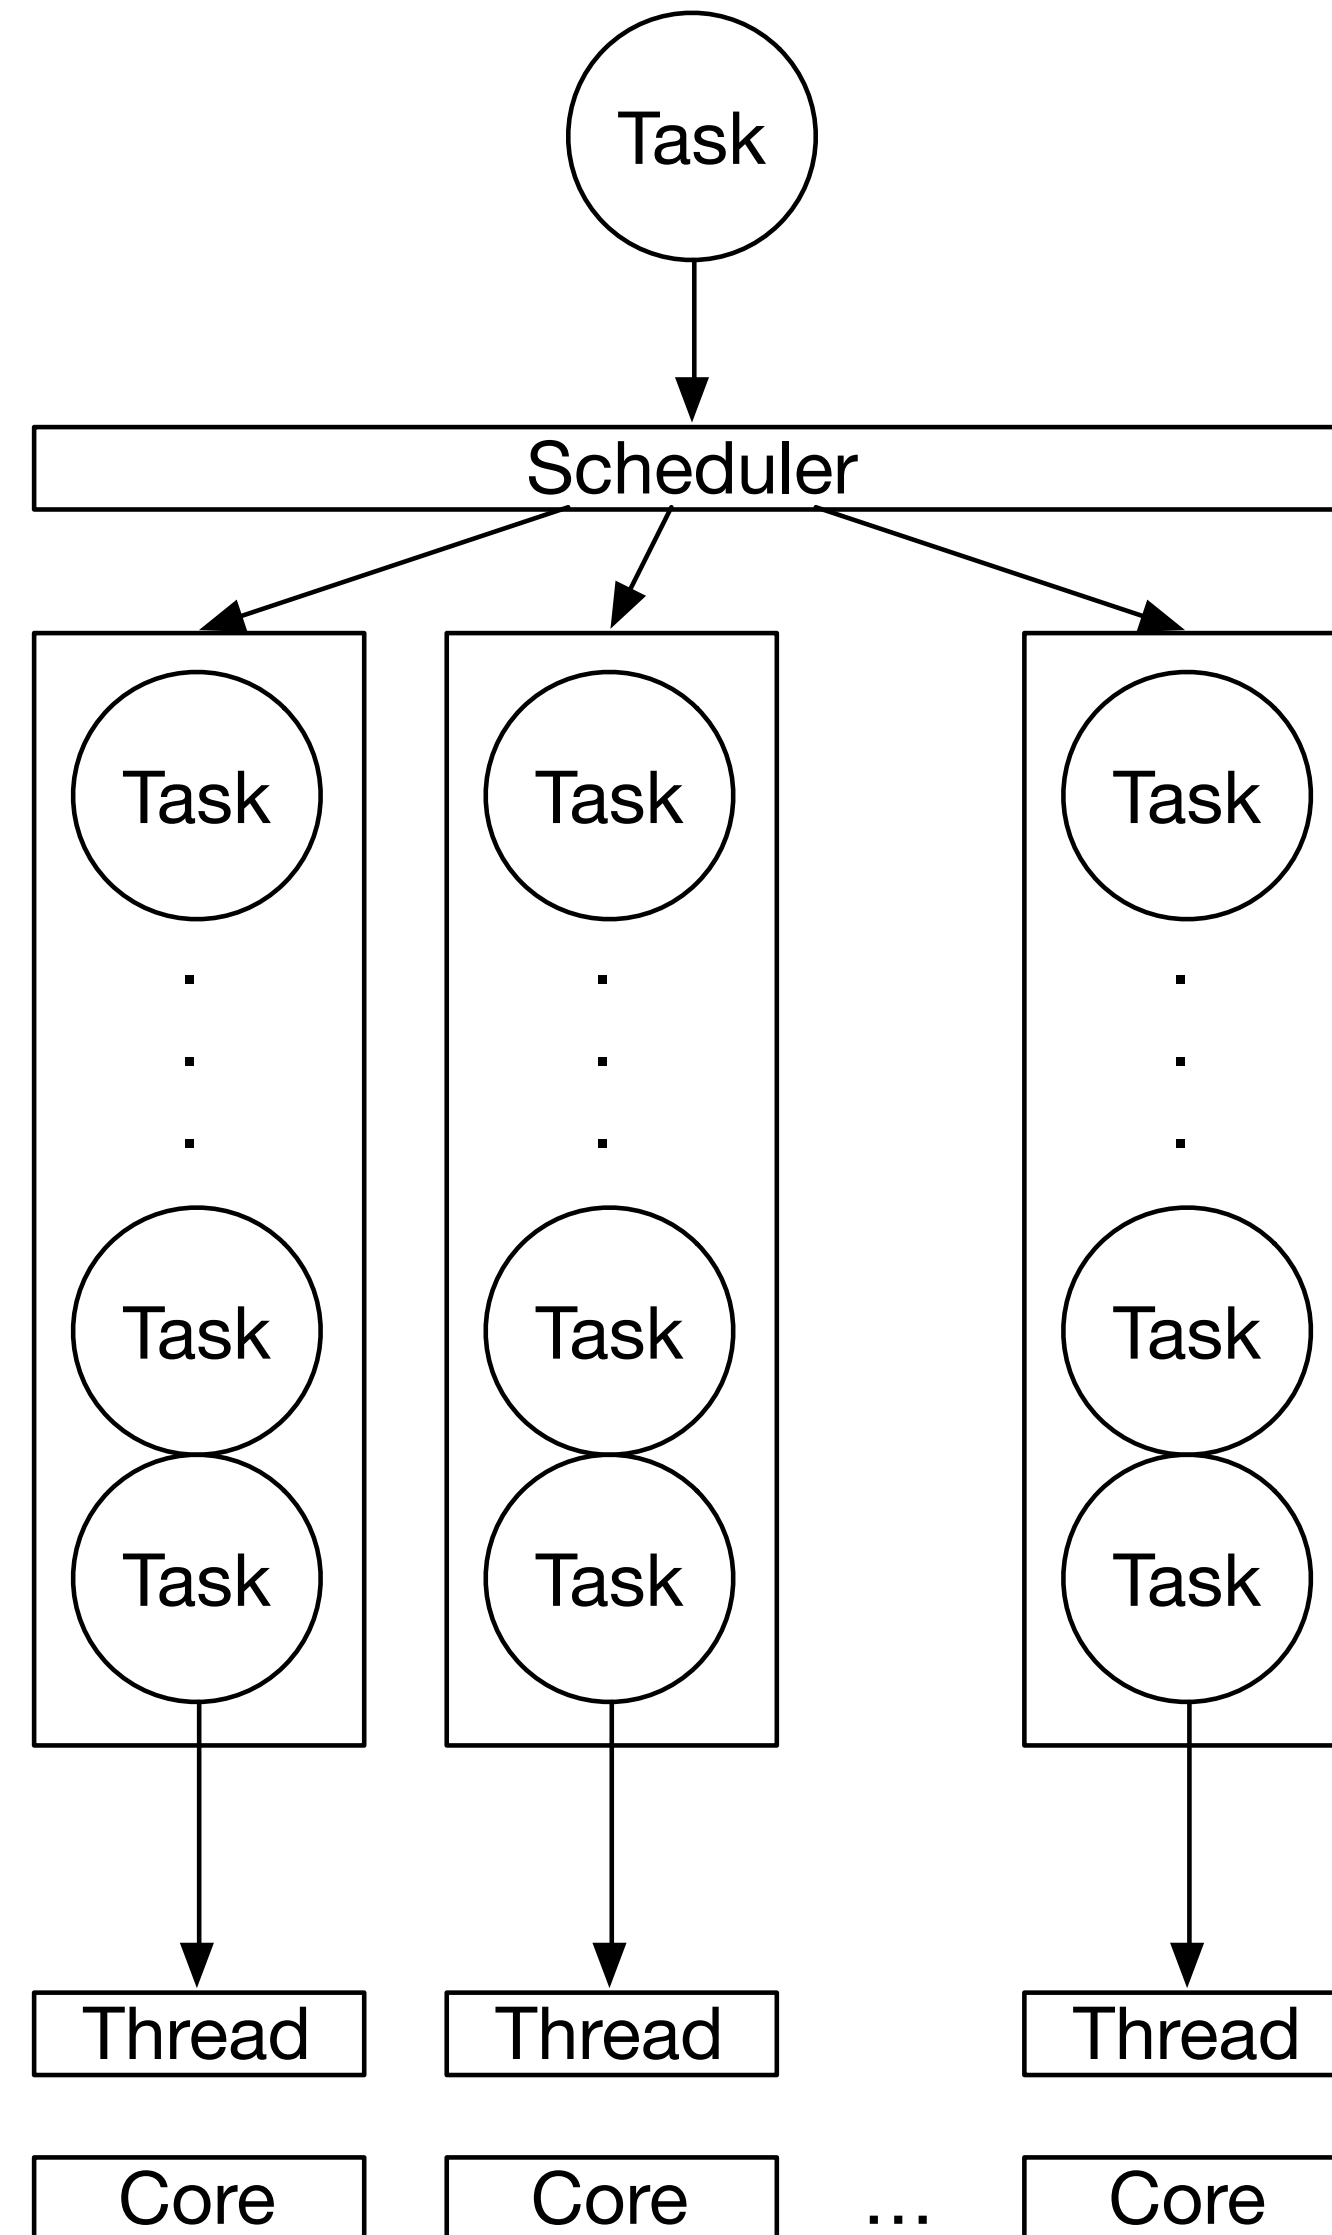 Task
Scheduler
Task Task Task
. . .
. . .
. . .
Task Task Task
Task Task Task
Thread Thread Thread
Core Core ... Core